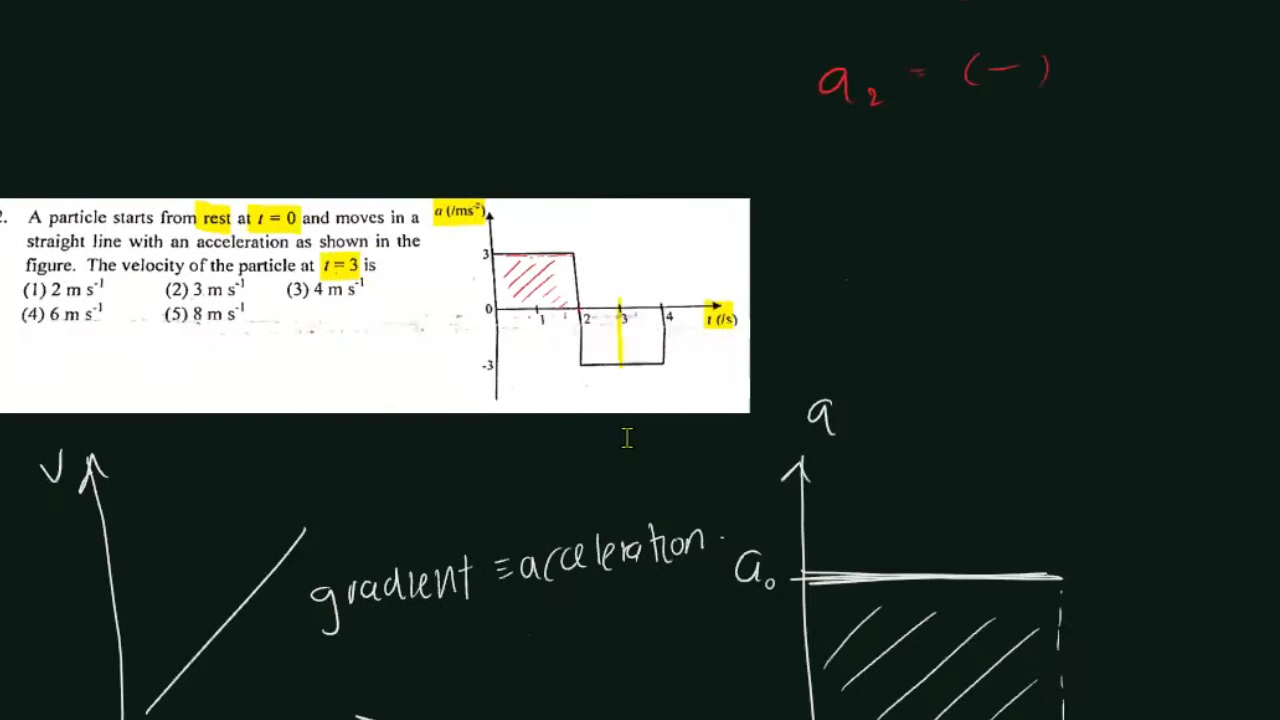 a₂ = (-)
2. A particle starts from rest at t = 0 and moves in a
straight line with an acceleration as shown in the
figure. The velocity of the particle at t = 3 is
(1) 2 m s⁻¹ (2) 3 m s⁻¹ (3) 4 m s⁻¹
(4) 6 m s⁻¹ (5) 8 m s⁻¹
a (/ms⁻²)
3
0
1 2 3 4 t (/s)
-3
a
v
gradient ≡ acceleration.
a₀